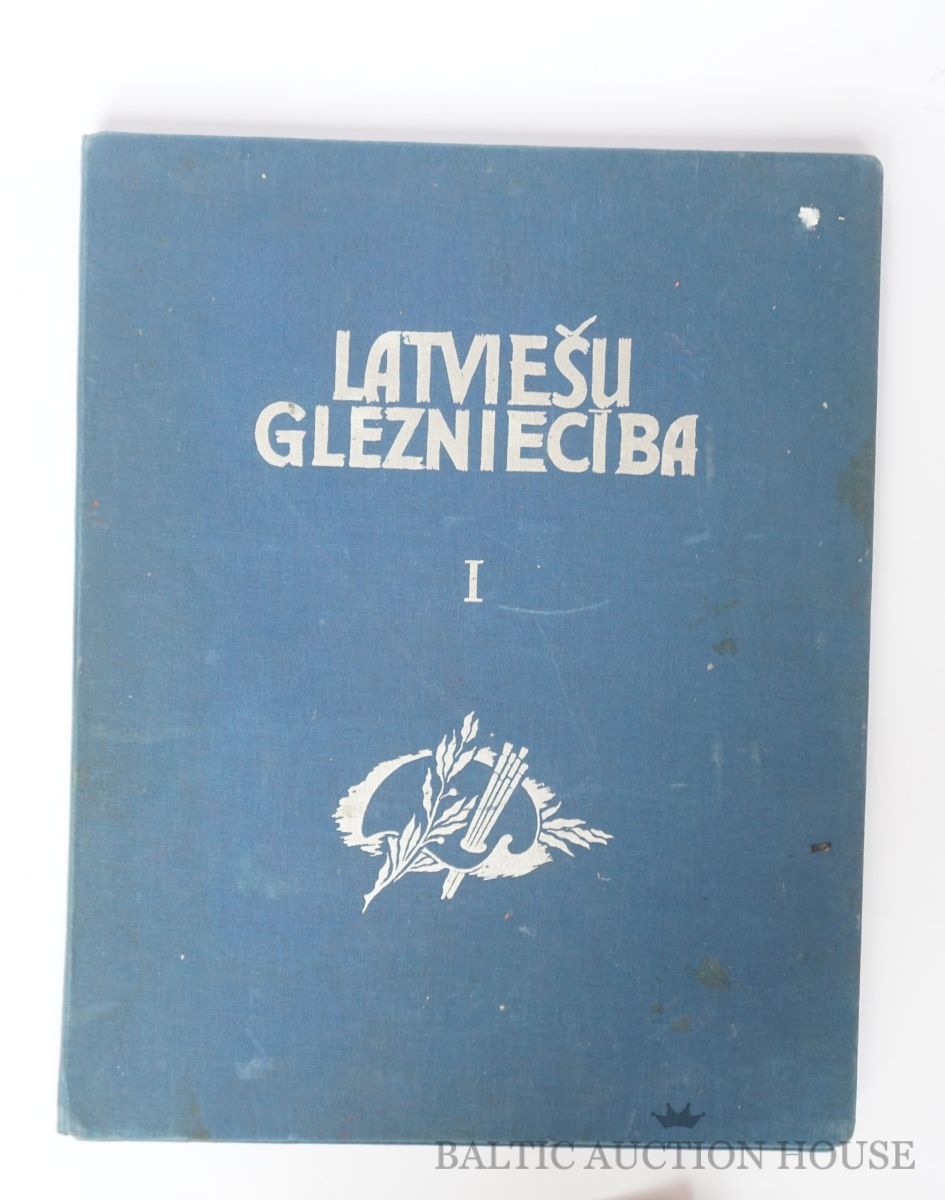 LATVIEŠU
GLEZNIECĪBA
I
BALTIC AUCTION HOUSE